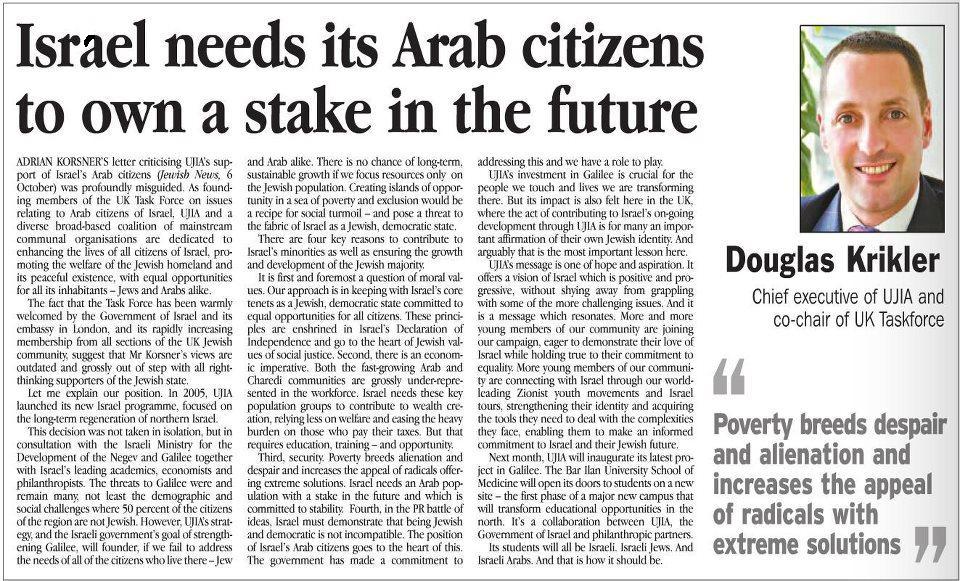 Israel needs its Arab citizens
to own a stake in the future
ADRIAN KORSNER'S letter criticising UJIA's sup-
port of Israel's Arab citizens (Jewish News, 6
October) was profoundly misguided. As found-
ing members of the UK Task Force on issues
relating to Arab citizens of Israel, UJIA and a
diverse broad-based coalition of mainstream
communal organisations are dedicated to
enhancing the lives of all citizens of Israel, pro-
moting the welfare of the Jewish homeland and
its peaceful existence, with equal opportunities
for all its inhabitants – Jews and Arabs alike.
The fact that the Task Force has been warmly
welcomed by the Government of Israel and its
embassy in London, and its rapidly increasing
membership from all sections of the UK Jewish
community, suggest that Mr Korsner's views are
outdated and grossly out of step with all right-
thinking supporters of the Jewish state.
Let me explain our position. In 2005, UJIA
launched its new Israel programme, focused on
the long-term regeneration of northern Israel.
This decision was not taken in isolation, but in
consultation with the Israeli Ministry for the
Development of the Negev and Galilee together
with Israel's leading academics, economists and
philanthropists. The threats to Galilee were and
remain many, not least the demographic and
social challenges where 50 percent of the citizens
of the region are not Jewish. However, UJIA's strat-
egy, and the Israeli government's goal of strength-
ening Galilee, will founder, if we fail to address
the needs of all of the citizens who live there – Jew
and Arab alike. There is no chance of long-term,
sustainable growth if we focus resources only on
the Jewish population. Creating islands of oppor-
tunity in a sea of poverty and exclusion would be
a recipe for social turmoil – and pose a threat to
the fabric of Israel as a Jewish, democratic state.
There are four key reasons to contribute to
Israel's minorities as well as ensuring the growth
and development of the Jewish majority.
It is first and foremost a question of moral val-
ues. Our approach is in keeping with Israel's core
tenets as a Jewish, democratic state committed to
equal opportunities for all citizens. These princi-
ples are enshrined in Israel's Declaration of
Independence and go to the heart of Jewish val-
ues of social justice. Second, there is an econom-
ic imperative. Both the fast-growing Arab and
Charedi communities are grossly under-repre-
sented in the workforce. Israel needs these key
population groups to contribute to wealth cre-
ation, relying less on welfare and easing the heavy
burden on those who pay their taxes. But that
requires education, training – and opportunity.
Third, security. Poverty breeds alienation and
despair and increases the appeal of radicals offer-
ing extreme solutions. Israel needs an Arab pop-
ulation with a stake in the future and which is
committed to stability. Fourth, in the PR battle of
ideas, Israel must demonstrate that being Jewish
and democratic is not incompatible. The position
of Israel's Arab citizens goes to the heart of this.
The government has made a commitment to
addressing this and we have a role to play.
UJIA's investment in Galilee is crucial for the
people we touch and lives we are transforming
there. But its impact is also felt here in the UK,
where the act of contributing to Israel's on-going
development through UJIA is for many an impor-
tant affirmation of their own Jewish identity. And
arguably that is the most important lesson here.
UJIA's message is one of hope and aspiration. It
offers a vision of Israel which is positive and pro-
gressive, without shying away from grappling
with some of the more challenging issues. And it
is a message which resonates. More and more
young members of our community are joining
our campaign, eager to demonstrate their love of
Israel while holding true to their commitment to
equality. More young members of our communi-
ty are connecting with Israel through our world-
leading Zionist youth movements and Israel
tours, strengthening their identity and acquiring
the tools they need to deal with the complexities
they face, enabling them to make an informed
commitment to Israel and their Jewish future.
Next month, UJIA will inaugurate its latest pro-
ject in Galilee. The Bar Ilan University School of
Medicine will open its doors to students on a new
site – the first phase of a major new campus that
will transform educational opportunities in the
north. It's a collaboration between UJIA, the
Government of Israel and philanthropic partners.
Its students will all be Israeli. Israeli Jews. And
Israeli Arabs. And that is how it should be.
Douglas Krikler
Chief executive of UJIA and
co-chair of UK Taskforce
“
Poverty breeds despair
and alienation and
increases the appeal
of radicals with
extreme solutions ”